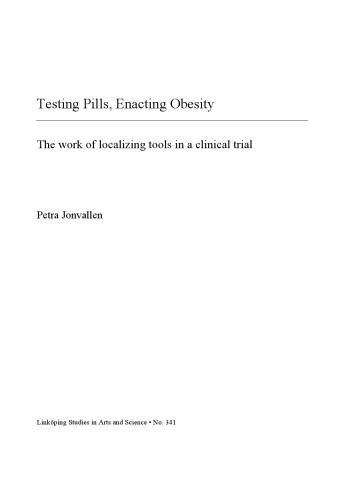 Testing Pills, Enacting Obesity
The work of localizing tools in a clinical trial
Petra Jonvallen
Linköping Studies in Arts and Science • No. 341